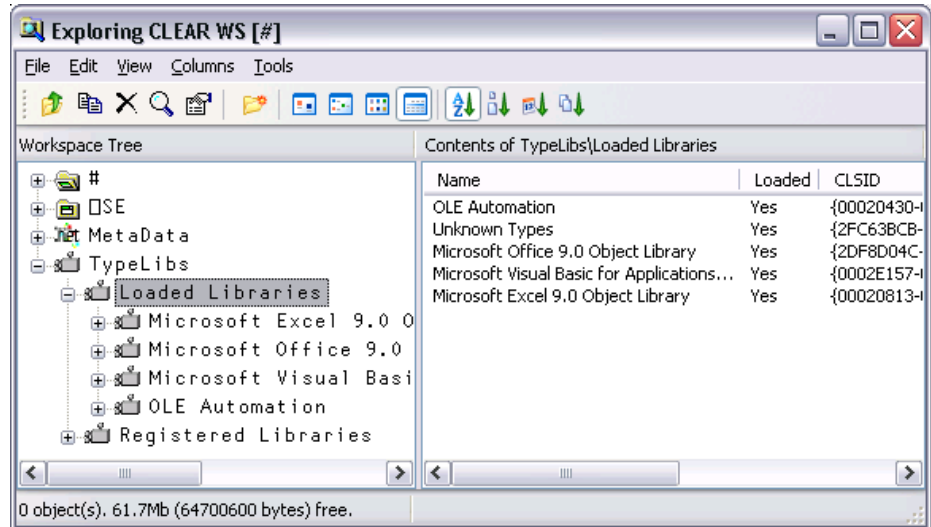 Exploring CLEAR WS [#]
File Edit View Columns Tools
Workspace Tree
Contents of TypeLibs\Loaded Libraries
#
⎕SE
MetaData
TypeLibs
Loaded Libraries
Microsoft Excel 9.0 O
Microsoft Office 9.0
Microsoft Visual Basi
OLE Automation
Registered Libraries
Name Loaded CLSID
OLE Automation Yes {00020430-
Unknown Types Yes {2FC63BCB-
Microsoft Office 9.0 Object Library Yes {2DF8D04C-
Microsoft Visual Basic for Applications... Yes {0002E157-
Microsoft Excel 9.0 Object Library Yes {00020813-
0 object(s). 61.7Mb (64700600 bytes) free.